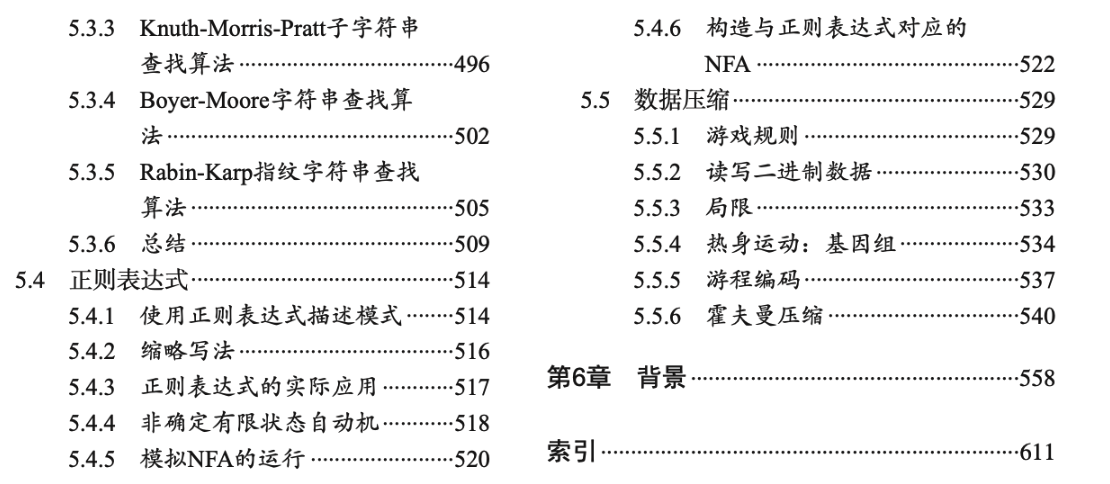 5.3.3 Knuth-Morris-Pratt子字符串
查找算法·································496
5.3.4 Boyer-Moore字符串查找算
法············································502
5.3.5 Rabin-Karp指纹字符串查找
算法········································505
5.3.6 总结········································509
5.4 正则表达式···········································514
5.4.1 使用正则表达式描述模式········514
5.4.2 缩略写法·································516
5.4.3 正则表达式的实际应用···········517
5.4.4 非确定有限状态自动机············518
5.4.5 模拟NFA的运行······················520
5.4.6 构造与正则表达式对应的
NFA········································522
5.5 数据压缩············································529
5.5.1 游戏规则·································529
5.5.2 读写二进制数据······················530
5.5.3 局限········································533
5.5.4 热身运动：基因组··················534
5.5.5 游程编码·································537
5.5.6 霍夫曼压缩·····························540
第6章 背景··················································558
索引································································611